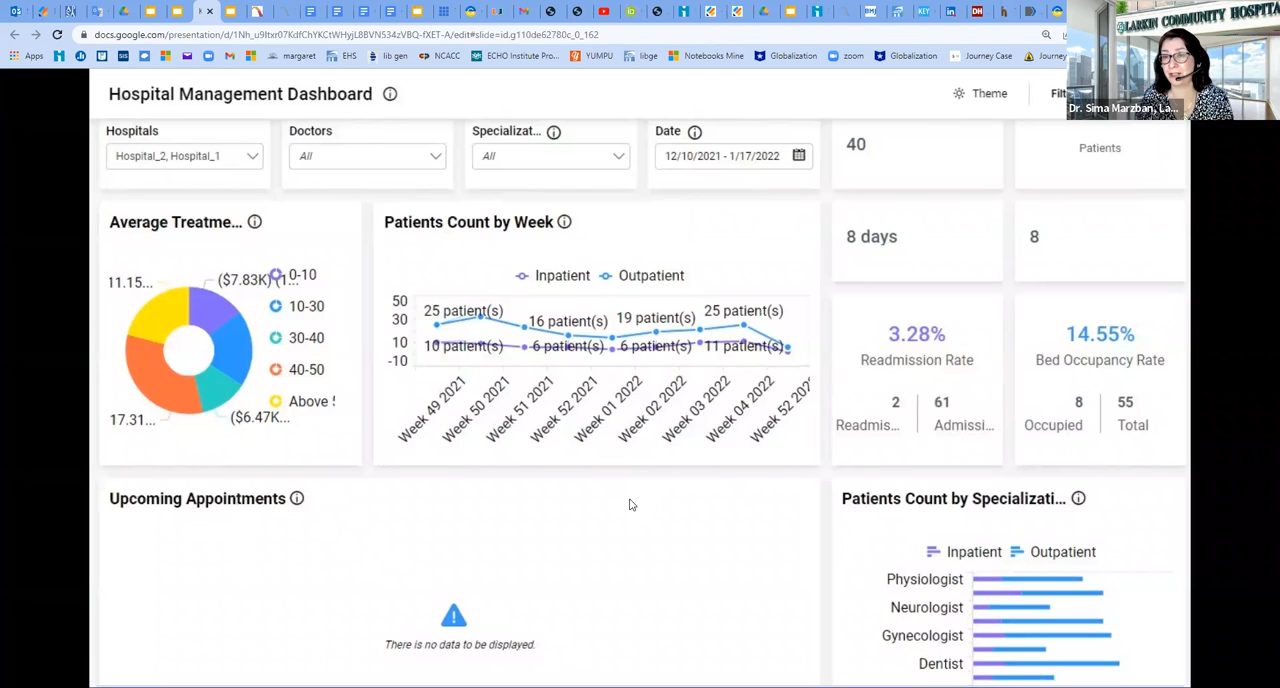 docs.google.com/presentation/d/1Nh_u9Itxr07KdfChYKCtWHyjL8BVN534zVBQ-YKT-AY/edit#slide=id.g110de62780c_0_162
Apps
margaret
EHS
lib gen
NCACC
ECHO Institute Pro...
YUMPU
libge
Notebooks Mine
Globalization
zoom
Globalization
Journey Case
LARKIN COMMUNITY HOSPITA
Dr. Sima Marzban, La...
Hospital Management Dashboard
Theme
Hospitals
Doctors
Specializat...
Date
Hospital_2, Hospital_1
All
All
12/10/2021 - 1/17/2022
40
Patients
8 days
8
Average Treatme...
11.15...
($7.83K) (1...
17.31...
($6.47K...
0-10
10-30
30-40
40-50
Patients Count by Week
Inpatient
Outpatient
50
30
10
-10
25 patient(s)
16 patient(s)
19 patient(s)
25 patient(s)
10 patient(s)
6 patient(s)
6 patient(s)
11 patient(s)
Week 49 2021
Week 50 2021
Week 51 2021
Week 52 2021
Week 01 2022
Week 02 2022
Week 03 2022
Week 04 2022
3.28%
Readmission Rate
2
61
Readmis...
Admissi...
14.55%
Bed Occupancy Rate
8
55
Occupied
Total
Upcoming Appointments
There is no data to be displayed.
Patients Count by Specializati...
Inpatient
Outpatient
Physiologist
Neurologist
Gynecologist
Dentist